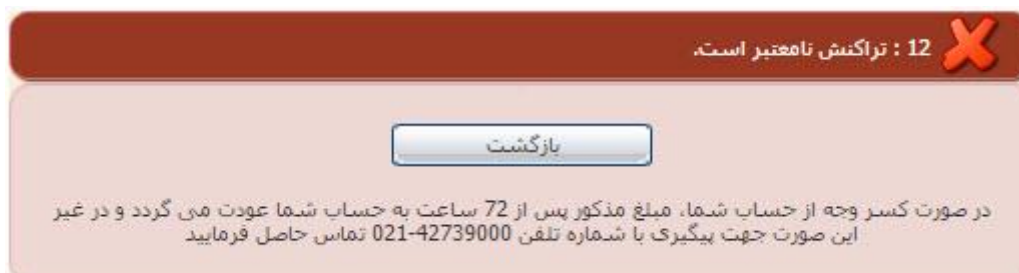 12 : تراکنش نامعتبر است.
بازگشت
در صورت کسر وجه از حساب شما، مبلغ مذکور پس از 72 ساعت به حساب شما عودت می گردد و در غیر
این صورت جهت پیگیری با شماره تلفن 42739000-021 تماس حاصل فرمایید